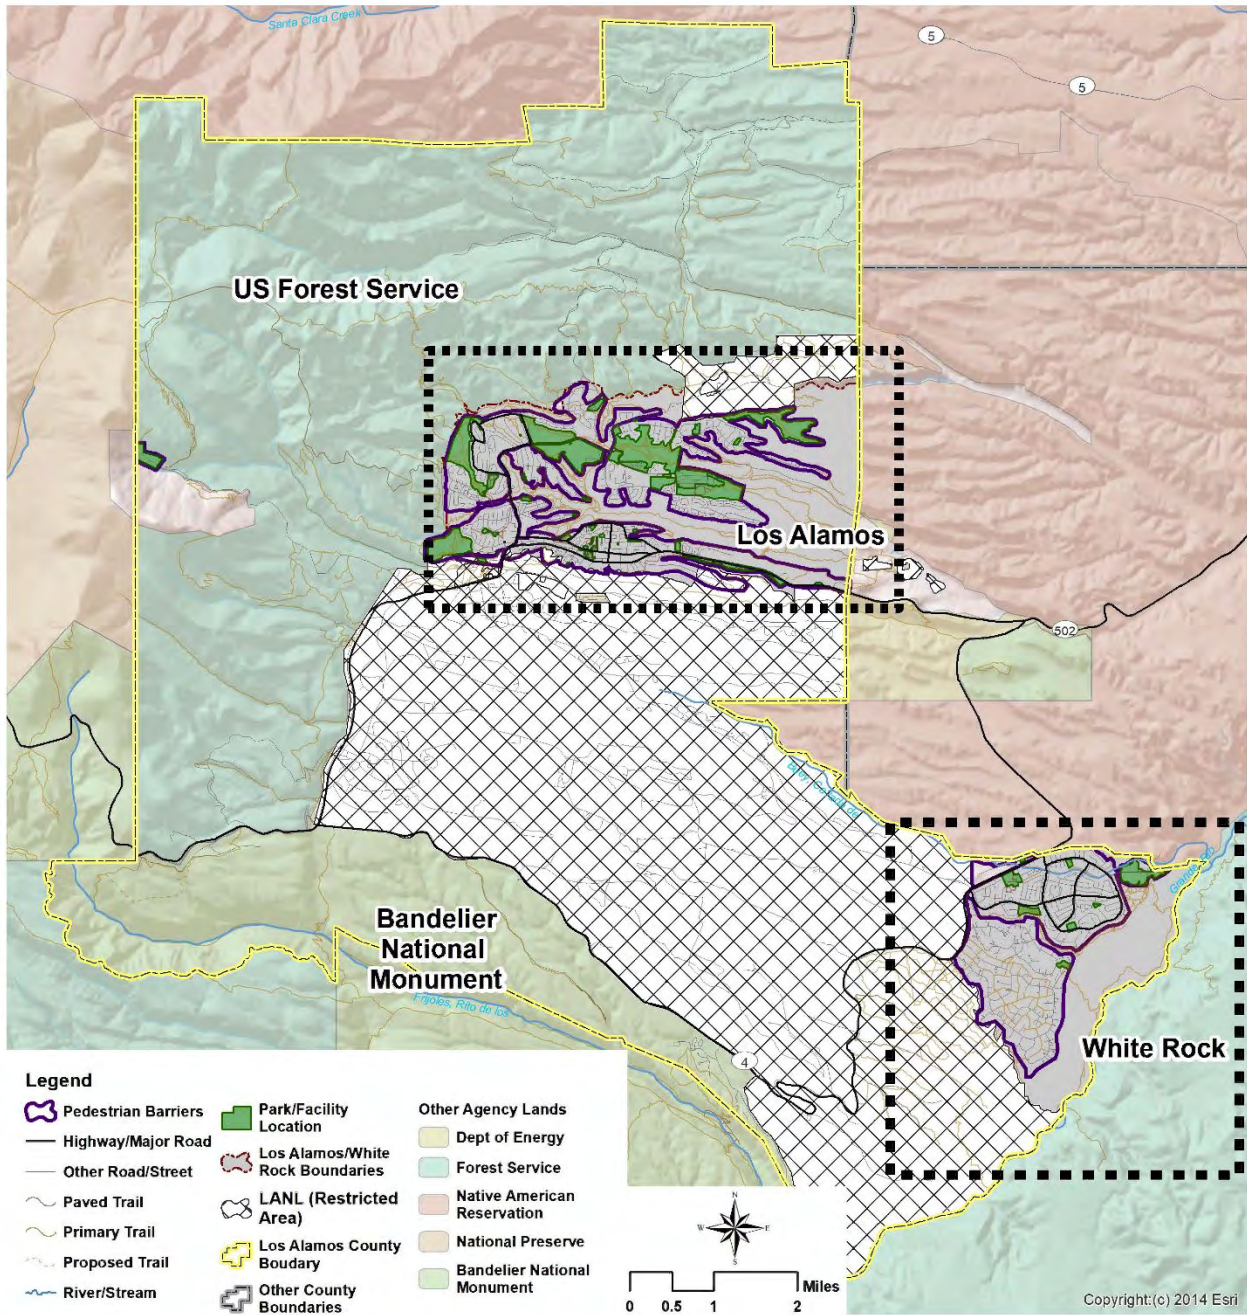 Santa Clara Creek
5
5
US Forest Service
Los Alamos
502
Grande, Rio
Bandelier
National
Monument
Frijoles, Rito de los
White Rock
4
Legend
Pedestrian Barriers
Highway/Major Road
Other Road/Street
Paved Trail
Primary Trail
Proposed Trail
River/Stream
Park/Facility
Location
Los Alamos/White
Rock Boundaries
LANL (Restricted
Area)
Los Alamos County
Boudary
Other County
Boundaries
Other Agency Lands
Dept of Energy
Forest Service
Native American
Reservation
National Preserve
Bandelier National
Monument
N
W E
S
Miles
0 0.5 1 2
Copyright:(c) 2014 Esri